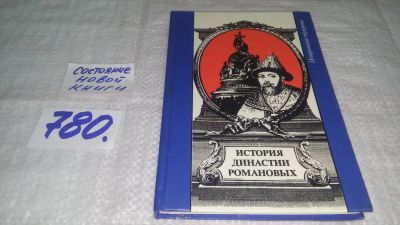 СОСТОЯНИЕ
НОВОЙ
КНИГИ
780.
ИСТОРИЯ
ДИНАСТИИ
РОМАНОВЫХ